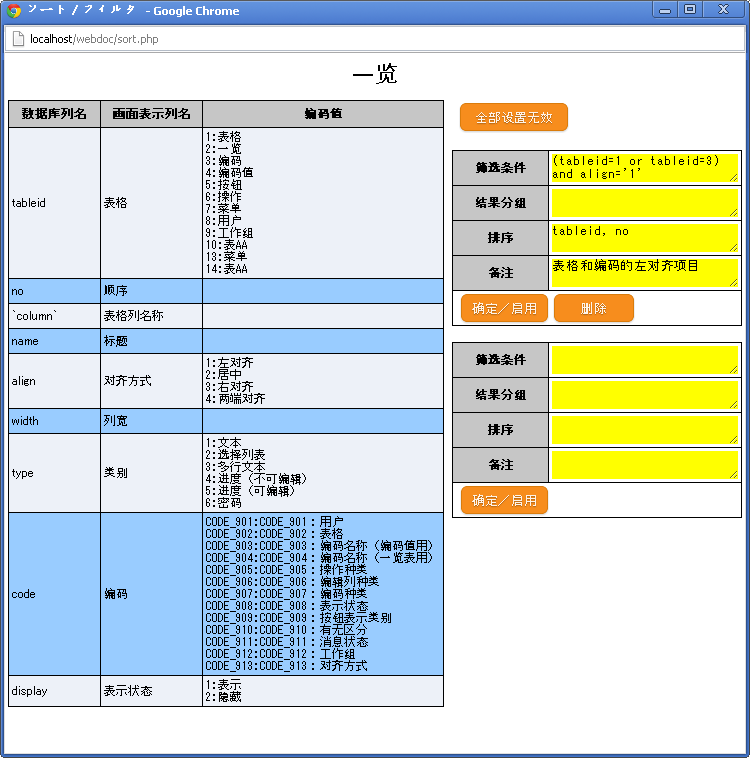 ソート / フィルタ - Google Chrome
localhost/webdoc/sort.php
一览
数据库列名 画面表示列名 编码值
tableid 表格
1:表格
2:一览
3:编码
4:编码值
5:按钮
6:操作
7:菜单
8:用户
9:工作组
10:表AA
13:菜单
14:表AA
no 顺序
`column` 表格列名称
name 标题
align 对齐方式
1:左对齐
2:居中
3:右对齐
4:两端对齐
width 列宽
type 类别
1:文本
2:选择列表
3:多行文本
4:进度（不可编辑）
5:进度（可编辑）
6:密码
code 编码
CODE_901:CODE_901：用户
CODE_902:CODE_902：表格
CODE_903:CODE_903：编码名称（编码值用）
CODE_904:CODE_904：编码名称（一览表用）
CODE_905:CODE_905：操作种类
CODE_906:CODE_906：编辑列种类
CODE_907:CODE_907：编码种类
CODE_908:CODE_908：表示状态
CODE_909:CODE_909：按钮表示类别
CODE_910:CODE_910：有无区分
CODE_911:CODE_911：消息状态
CODE_912:CODE_912：工作组
CODE_913:CODE_913：对齐方式
display 表示状态
1:表示
2:隐藏
全部设置无效
筛选条件
(tableid=1 or tableid=3)
and align='1'
结果分组
排序 tableid, no
备注 表格和编码的左对齐项目
确定／启用 删除
筛选条件
结果分组
排序
备注
确定／启用